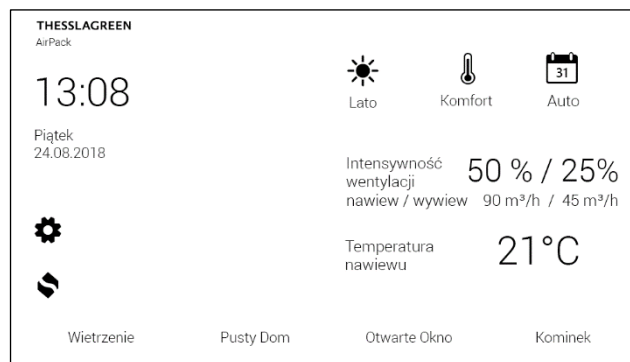 THESSLAGREEN
AirPack
13:08
Piątek
24.08.2018
31
Lato
Komfort
Auto
Intensywność
wentylacji
nawiew / wywiew
50 % / 25%
90 m³/h / 45 m³/h
Temperatura
nawiewu
21°C
Wietrzenie
Pusty Dom
Otwarte Okno
Kominek